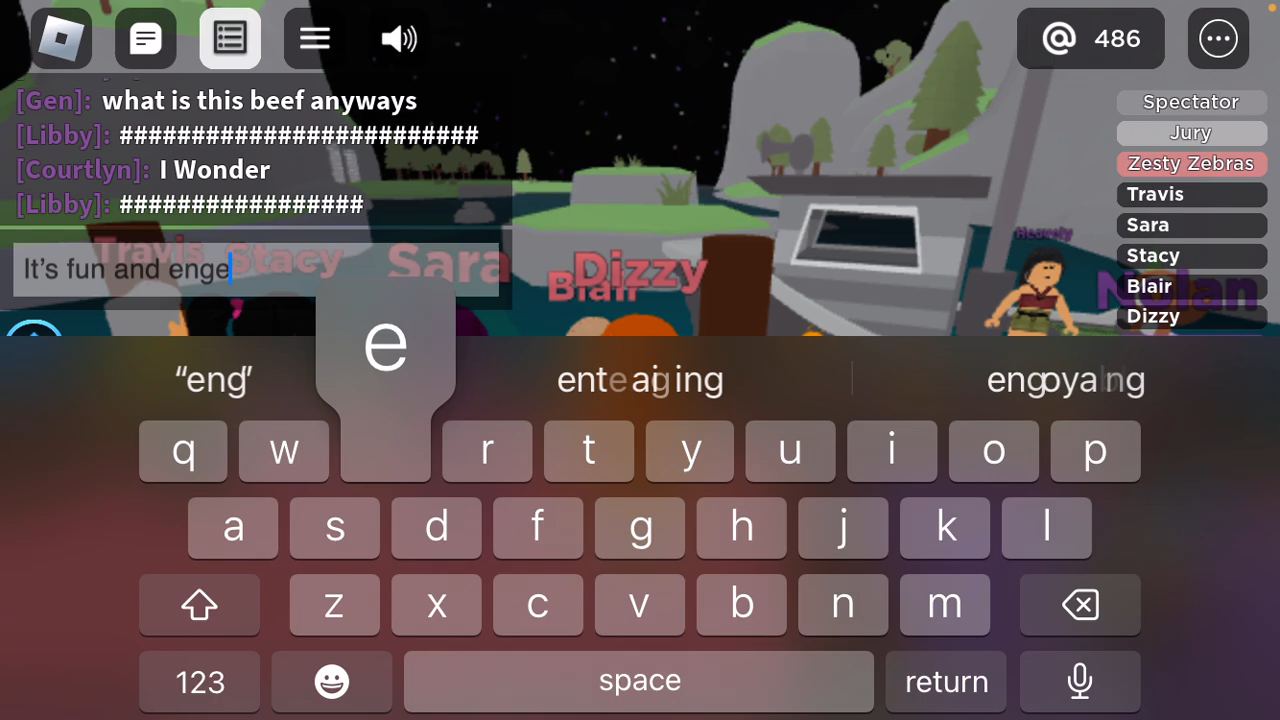 @ 486
[Gen]: what is this beef anyways
[Libby]: #########################
[Courtlyn]: I Wonder
[Libby]: #################
It's fun and enge
Travis
Stacy
Sara
Dizzy
Blair
Heavely
Nolan
Spectator
Jury
Zesty Zebras
Travis
Sara
Stacy
Blair
Dizzy
“eng”
e
q w r t y u i o p
a s d f g h j k l
z x c v b n m
123 space return